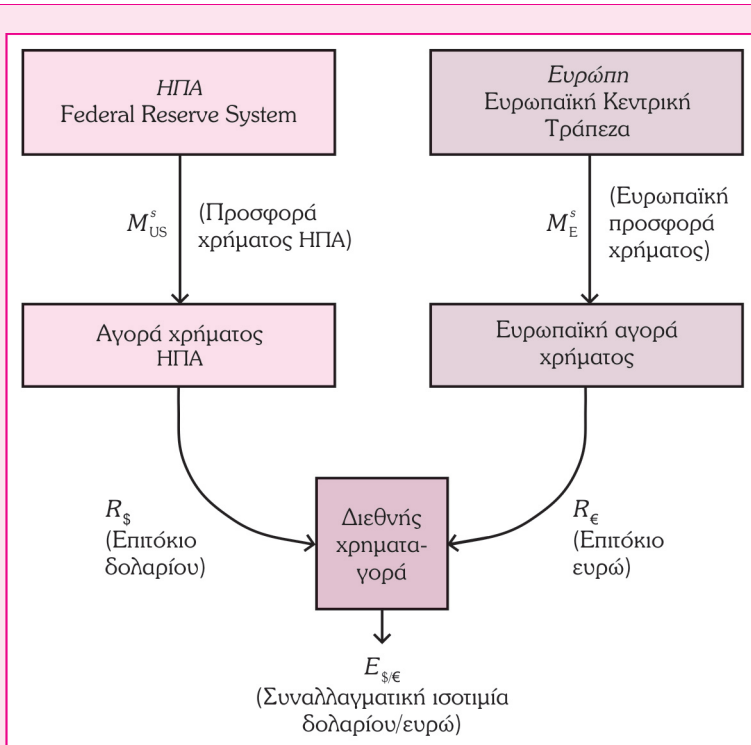 ΗΠΑ
Federal Reserve System
Ευρώπη
Ευρωπαϊκή Κεντρική
Τράπεζα
M^s_US
(Προσφορά
χρήματος ΗΠΑ)
M^s_E
(Ευρωπαϊκή
προσφορά
χρήματος)
Αγορά χρήματος
ΗΠΑ
Ευρωπαϊκή αγορά
χρήματος
R_$
(Επιτόκιο
δολαρίου)
Διεθνής
χρηματα-
γορά
R_€
(Επιτόκιο
ευρώ)
E_$/€
(Συναλλαγματική ισοτιμία
δολαρίου/ευρώ)